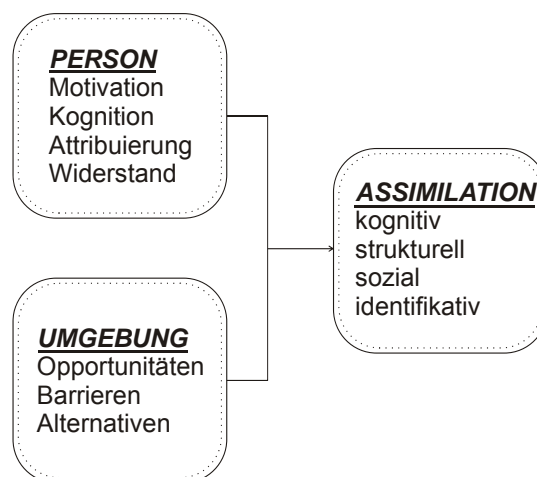 PERSON
Motivation
Kognition
Attribuierung
Widerstand
ASSIMILATION
kognitiv
strukturell
sozial
identifikativ
UMGEBUNG
Opportunitäten
Barrieren
Alternativen